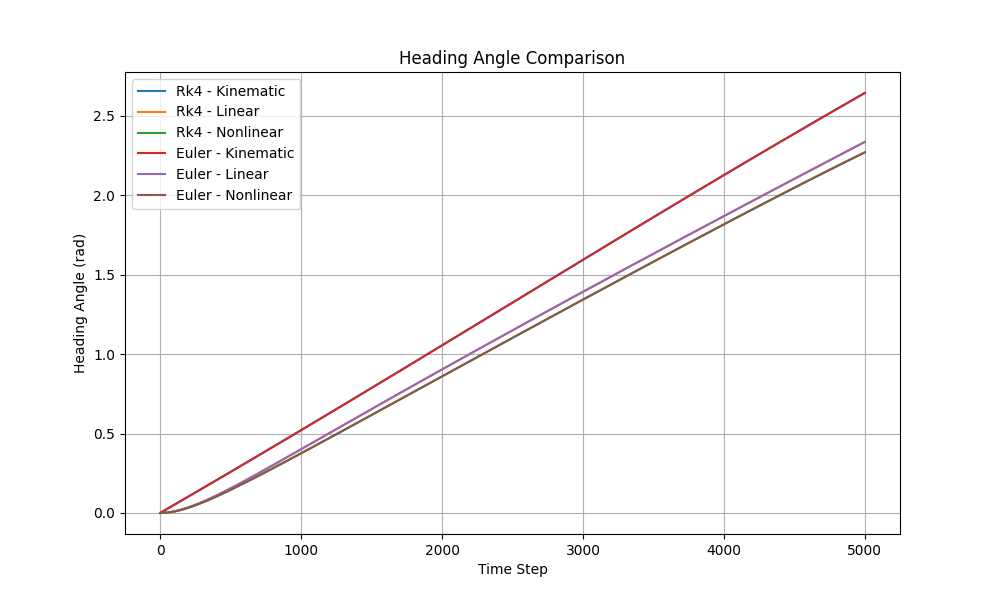 Heading Angle Comparison
Rk4 - Kinematic
Rk4 - Linear
Rk4 - Nonlinear
Euler - Kinematic
Euler - Linear
Euler - Nonlinear
Heading Angle (rad)
2.5
2.0
1.5
1.0
0.5
0.0
0 1000 2000 3000 4000 5000
Time Step